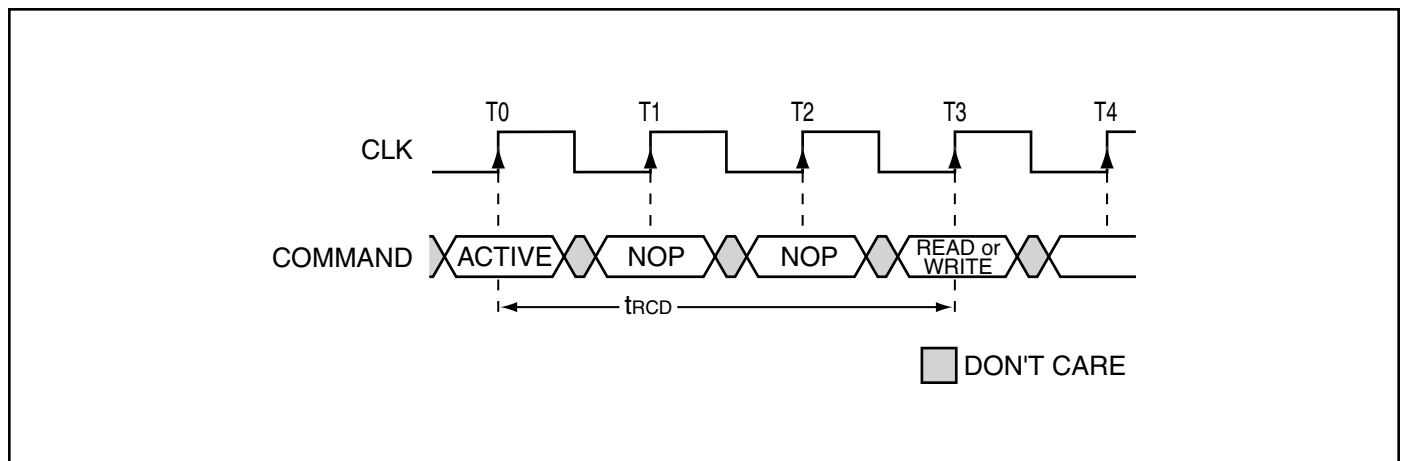 T0 T1 T2 T3 T4
CLK
COMMAND ACTIVE NOP NOP READ or
WRITE
tRCD
DON'T CARE